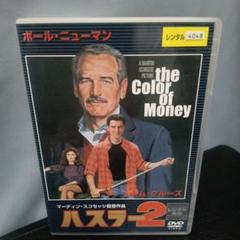 ポール・ニューマン
レンタル 4048
A MARTIN
SCORSESE
PICTURE
the
Color of
Money
トム・クルーズ
マーティン・スコセッシ監督作品
ハスラー2
DVD
VIDEO